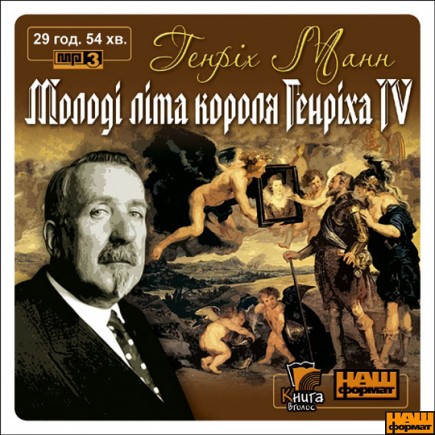 29 год. 54 хв.
MP3
Генріх Манн
Молоді літа короля Генріха IV
Книга
Вголос
НАШ
формат
НАШ
формат